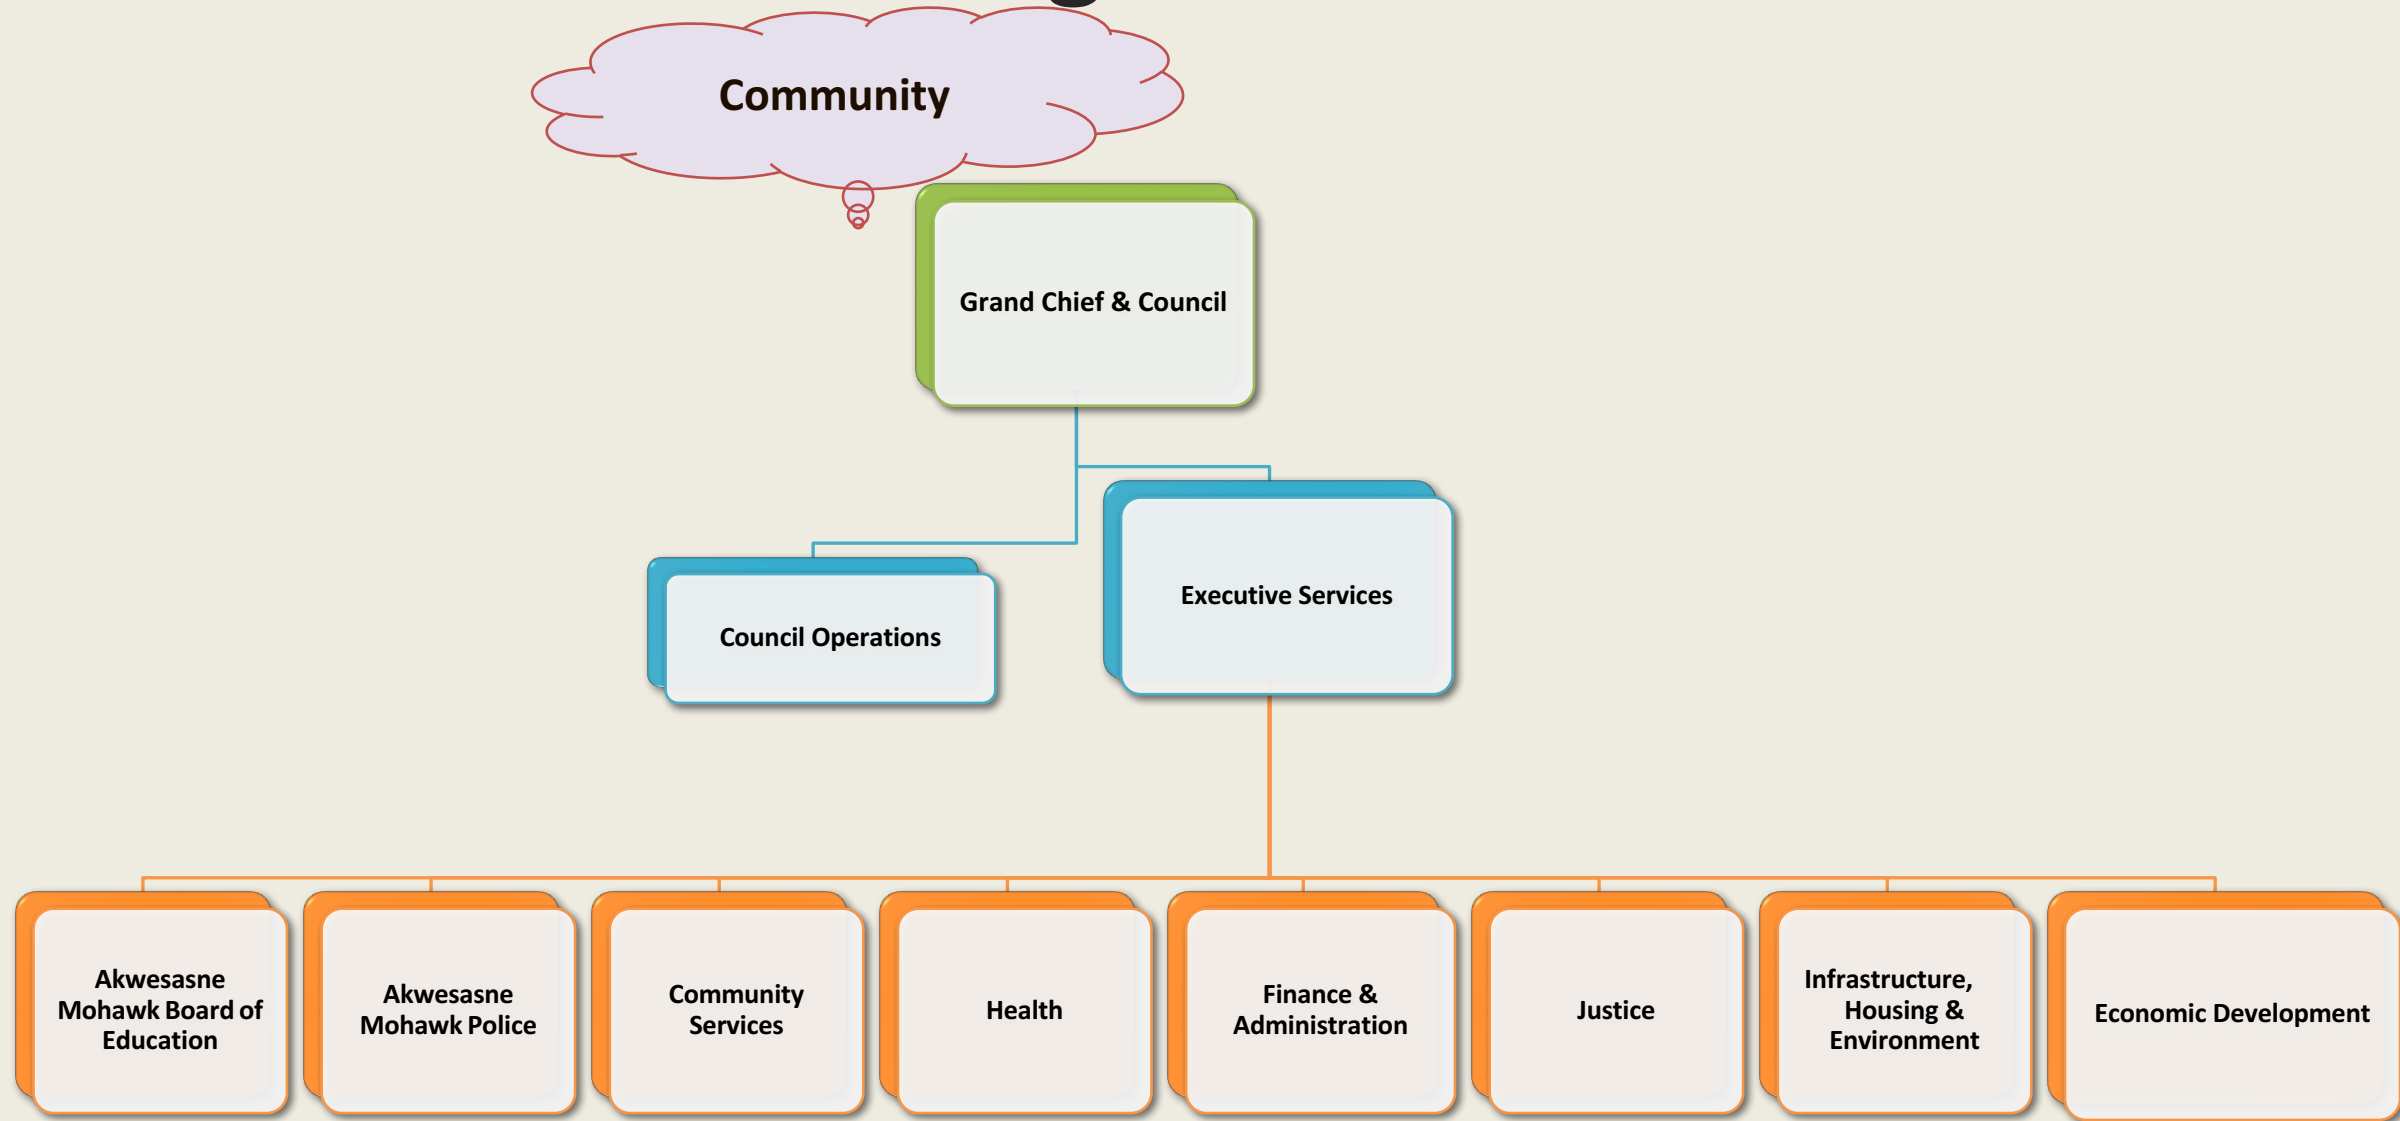 Community
Grand Chief & Council
Executive Services
Council Operations
Akwesasne
Mohawk Board of
Education
Akwesasne
Mohawk Police
Community
Services
Health
Finance &
Administration
Justice
Infrastructure,
Housing &
Environment
Economic Development